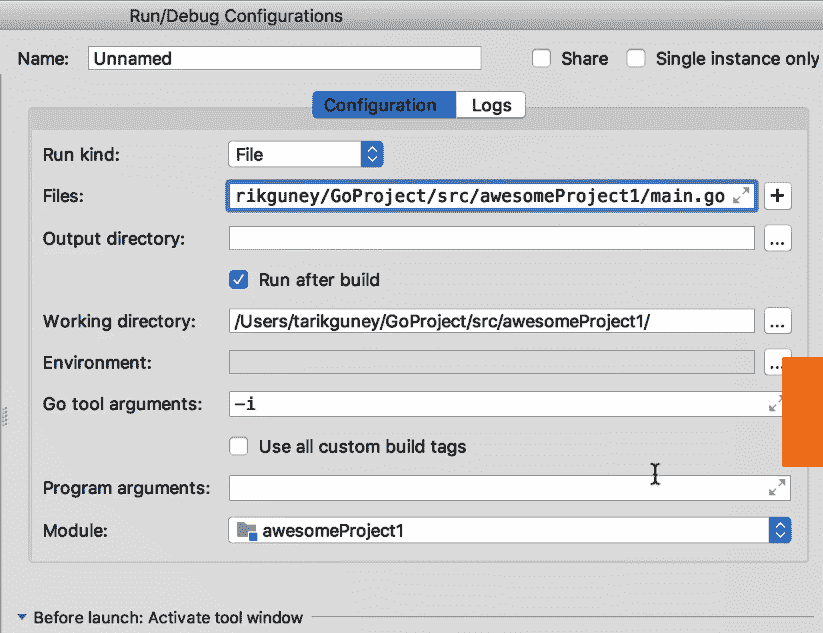 Run/Debug Configurations
Name: Unnamed Share Single instance only
Configuration Logs
Run kind: File
Files: rikguney/GoProject/src/awesomeProject1/main.go +
Output directory: ...
Run after build
Working directory: /Users/tarikguney/GoProject/src/awesomeProject1/ ...
Environment: ...
Go tool arguments: -i
Use all custom build tags
Program arguments:
Module: awesomeProject1
Before launch: Activate tool window